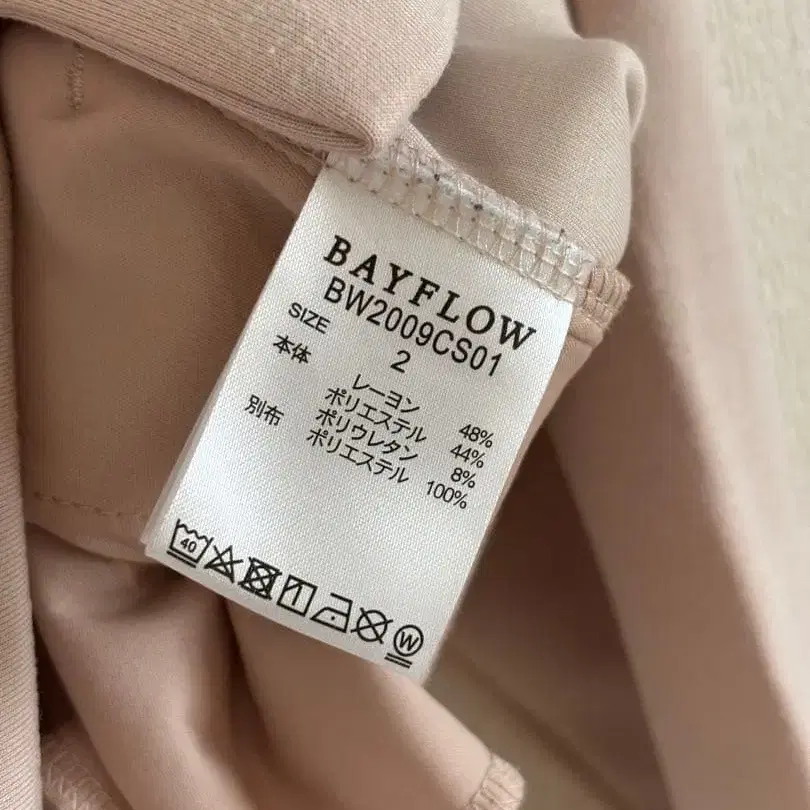 BAYFLOW
BW2009CS01
SIZE 2
本体 レーヨン 48%
ポリエステル 44%
ポリウレタン 8%
別布 ポリエステル 100%
40
W